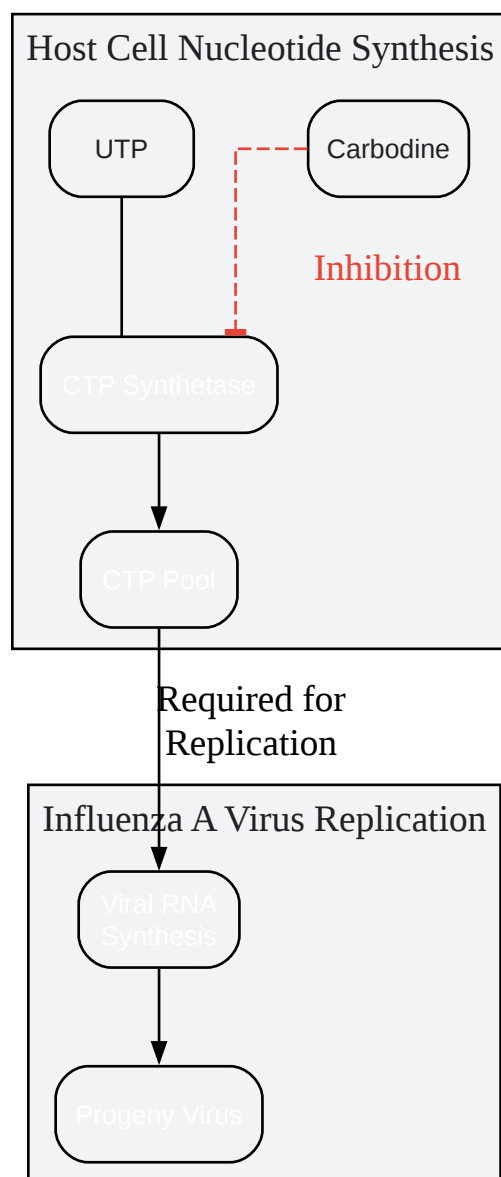 Host Cell Nucleotide Synthesis
UTP
Carbodine
Inhibition
CTP Synthetase
CTP Pool
Required for
Replication
Influenza A Virus Replication
Viral RNA
Synthesis
Progeny Virus